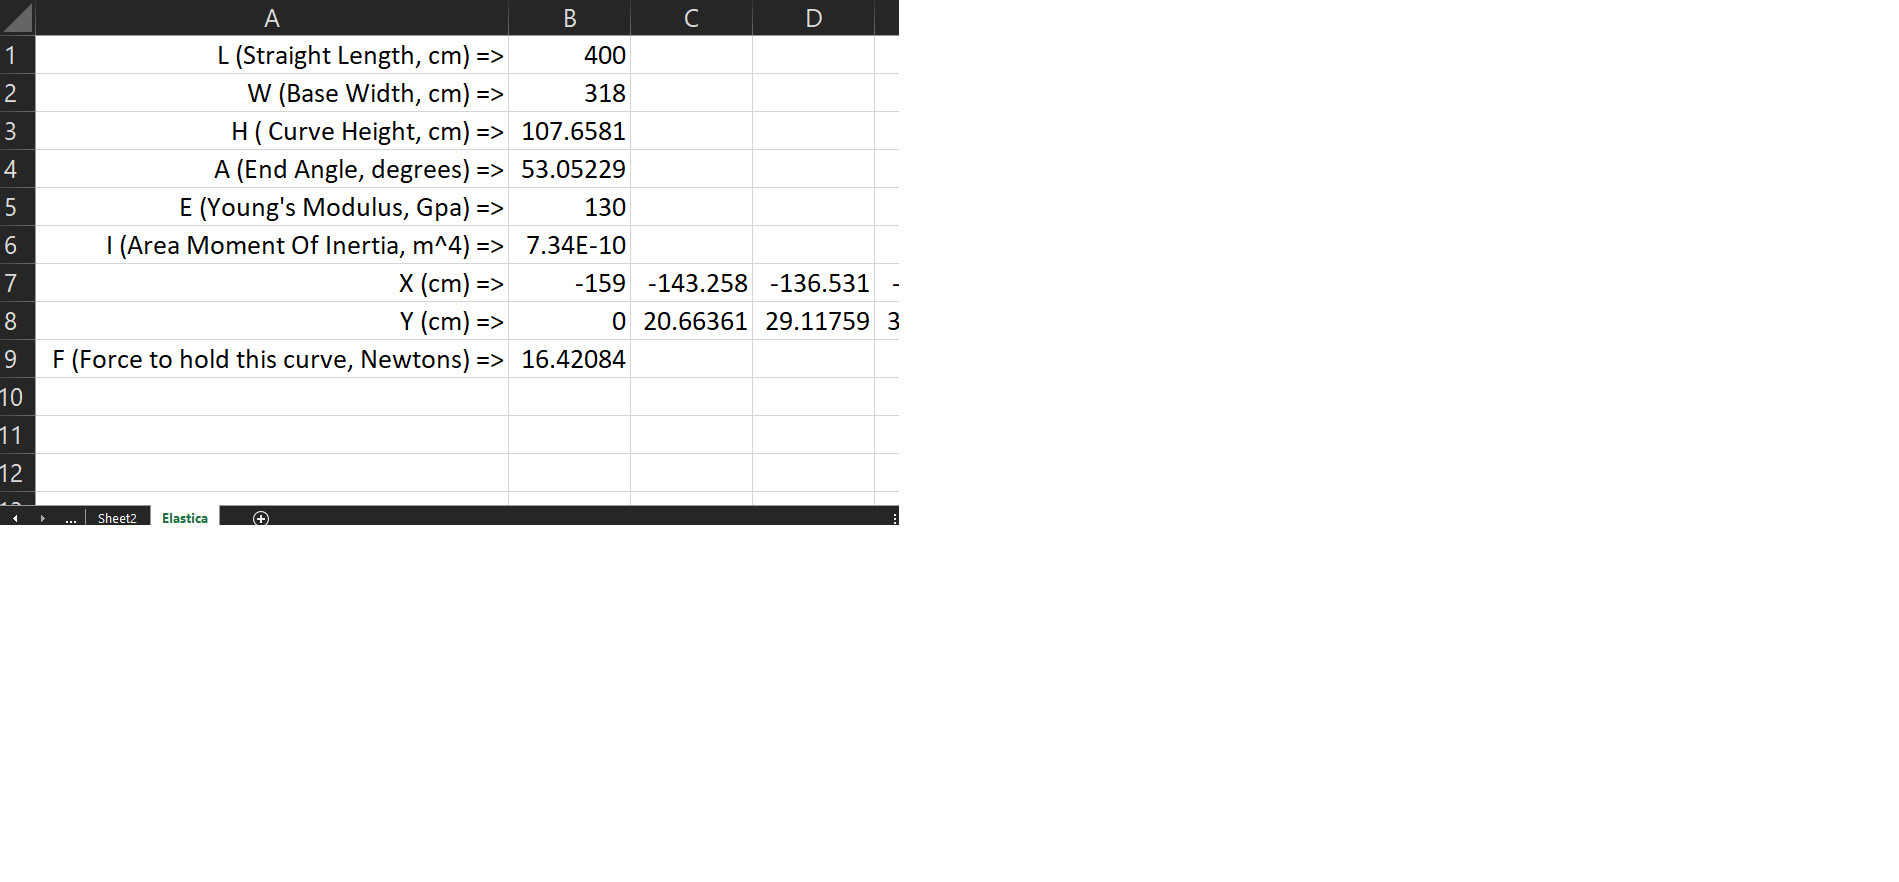 A B C D
1 L (Straight Length, cm) => 400
2 W (Base Width, cm) => 318
3 H ( Curve Height, cm) => 107.6581
4 A (End Angle, degrees) => 53.05229
5 E (Young's Modulus, Gpa) => 130
6 I (Area Moment Of Inertia, m^4) => 7.34E-10
7 X (cm) => -159 -143.258 -136.531 -
8 Y (cm) => 0 20.66361 29.11759 3
9 F (Force to hold this curve, Newtons) => 16.42084
10
11
12
... Sheet2 Elastica